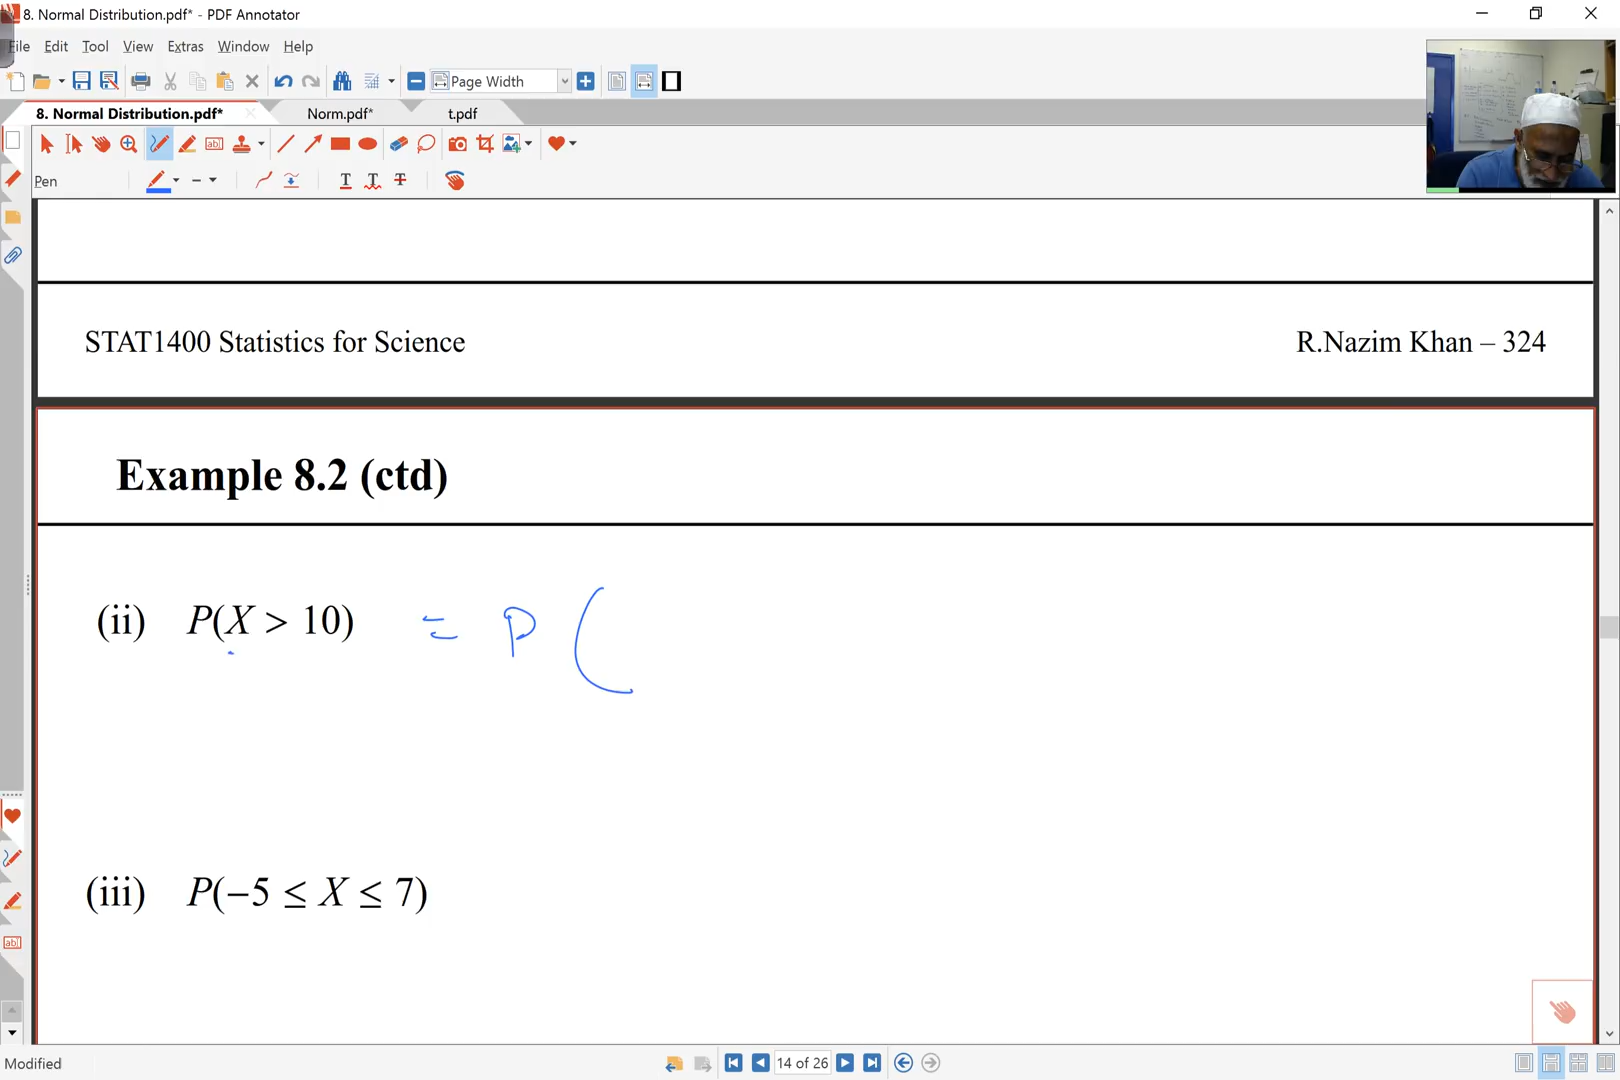 8. Normal Distribution.pdf* - PDF Annotator
File Edit Tool View Extras Window Help
Page Width
8. Normal Distribution.pdf* Norm.pdf* t.pdf
Pen
STAT1400 Statistics for Science R.Nazim Khan – 324
Example 8.2 (ctd)
(ii) P(X > 10) = P (
(iii) P(−5 ≤ X ≤ 7)
Modified 14 of 26